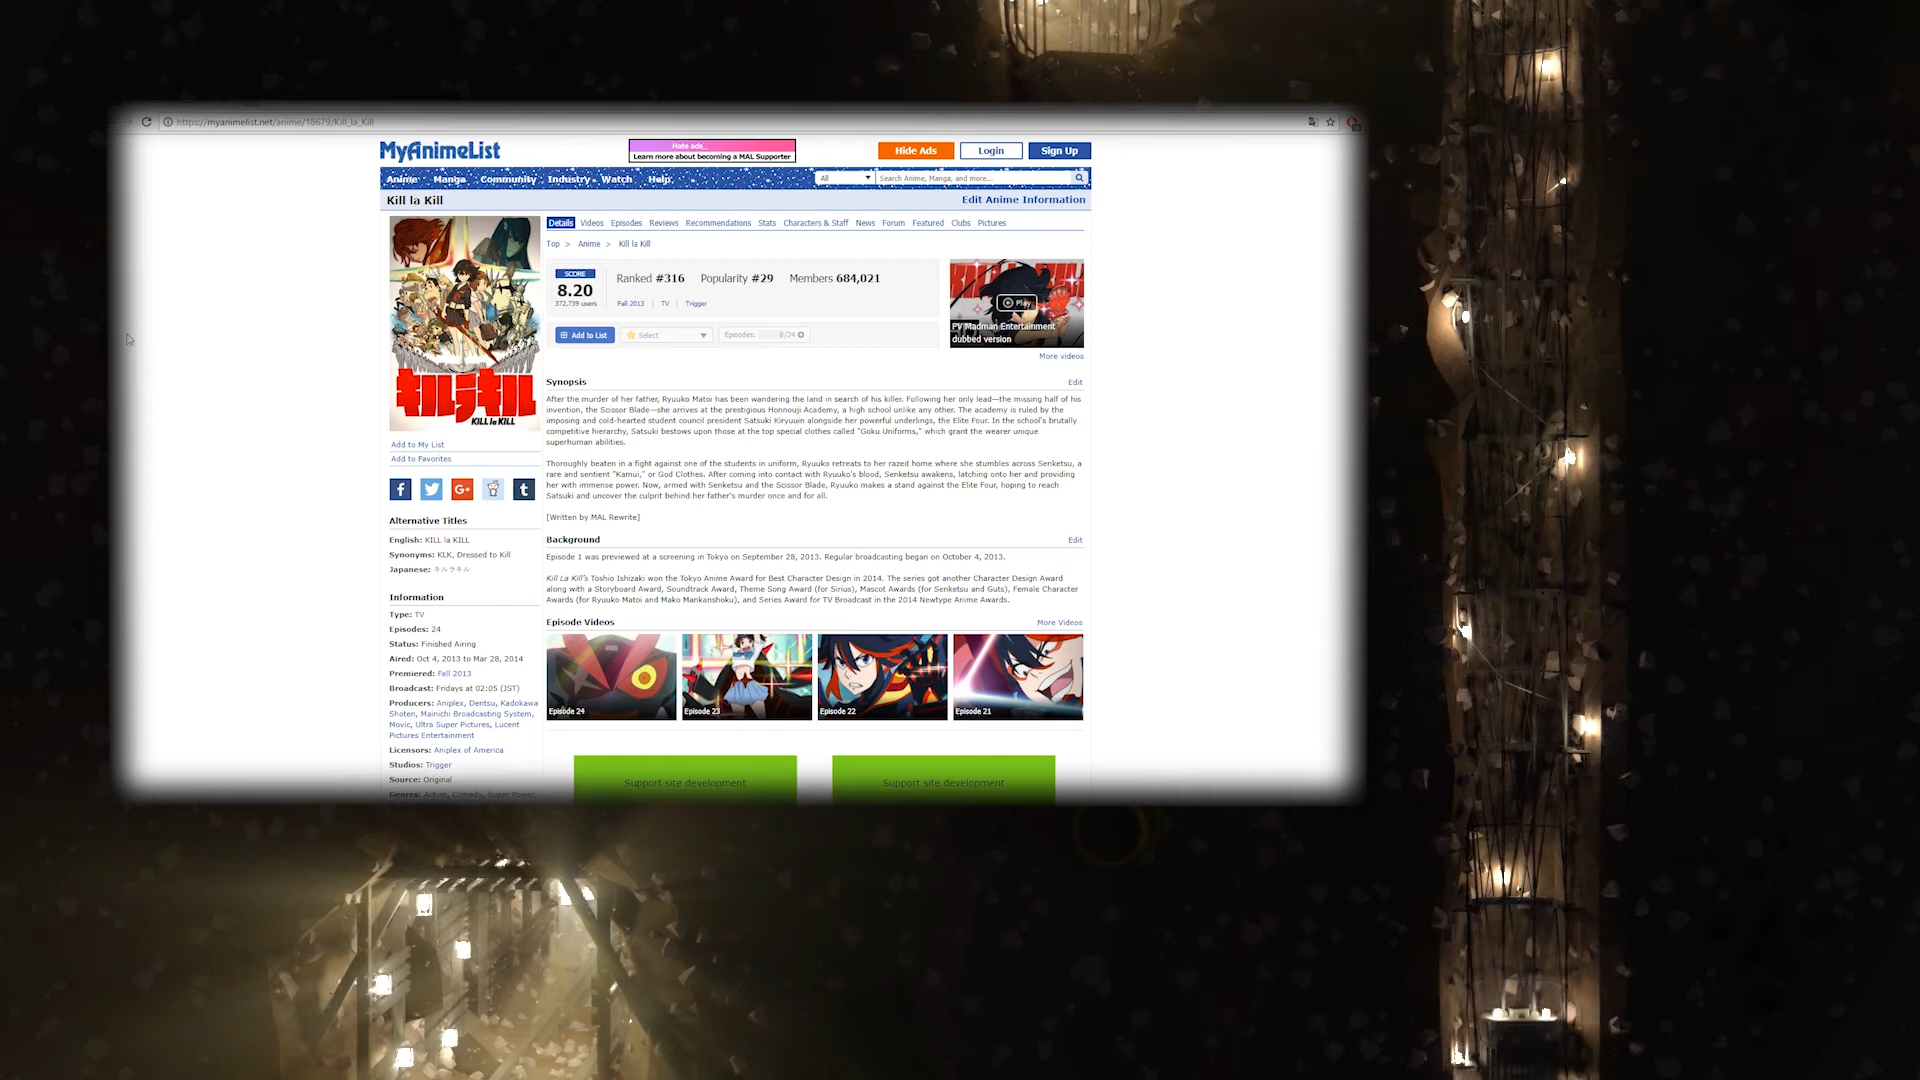 https://myanimelist.net/anime/18679/Kill_la_Kill
MyAnimeList
Hate ads_
Learn more about becoming a MAL Supporter
Hide Ads
Login
Sign Up
Anime
Manga
Community
Industry
Watch
Help
All
Search Anime, Manga, and more...
Kill la Kill
Edit Anime Information
キルラキル
KILL la KILL
Details
Videos
Episodes
Reviews
Recommendations
Stats
Characters & Staff
News
Forum
Featured
Clubs
Pictures
Top > Anime > Kill la Kill
SCORE
8.20
372,739 users
Ranked #316
Popularity #29
Members 684,021
Fall 2013
TV
Trigger
Add to List
Select
Episodes:
/24
Play
PV Madman Entertainment
dubbed version
More videos
Synopsis
Edit
After the murder of her father, Ryuuko Matoi has been wandering the land in search of his killer. Following her only lead—the missing half of his
invention, the Scissor Blade—she arrives at the prestigious Honnouji Academy, a high school unlike any other. The academy is ruled by the
imposing and cold-hearted student council president Satsuki Kiryuuin alongside her powerful underlings, the Elite Four. In the school's brutally
competitive hierarchy, Satsuki bestows upon those at the top special clothes called "Goku Uniforms," which grant the wearer unique
superhuman abilities.
Thoroughly beaten in a fight against one of the students in uniform, Ryuuko retreats to her razed home where she stumbles across Senketsu, a
rare and sentient "Kamui," or God Clothes. After coming into contact with Ryuuko's blood, Senketsu awakens, latching onto her and providing
her with immense power. Now, armed with Senketsu and the Scissor Blade, Ryuuko makes a stand against the Elite Four, hoping to reach
Satsuki and uncover the culprit behind her father's murder once and for all.
[Written by MAL Rewrite]
Background
Edit
Episode 1 was previewed at a screening in Tokyo on September 28, 2013. Regular broadcasting began on October 4, 2013.
Kill La Kill's Toshio Ishizaki won the Tokyo Anime Award for Best Character Design in 2014. The series got another Character Design Award
along with a Storyboard Award, Soundtrack Award, Theme Song Award (for Sirius), Mascot Awards (for Senketsu and Guts), Female Character
Awards (for Ryuuko Matoi and Mako Mankanshoku), and Series Award for TV Broadcast in the 2014 Newtype Anime Awards.
Episode Videos
More Videos
Episode 24
Episode 23
Episode 22
Episode 21
Support site development
Support site development
Add to My List
Add to Favorites
Alternative Titles
English: KILL la KILL
Synonyms: KLK, Dressed to Kill
Japanese: キルラキル
Information
Type: TV
Episodes: 24
Status: Finished Airing
Aired: Oct 4, 2013 to Mar 28, 2014
Premiered: Fall 2013
Broadcast: Fridays at 02:05 (JST)
Producers: Aniplex, Dentsu, Kadokawa
Shoten, Mainichi Broadcasting System,
Movic, Ultra Super Pictures, Lucent
Pictures Entertainment
Licensors: Aniplex of America
Studios: Trigger
Source: Original
Genres: Action, Comedy, Super Power,